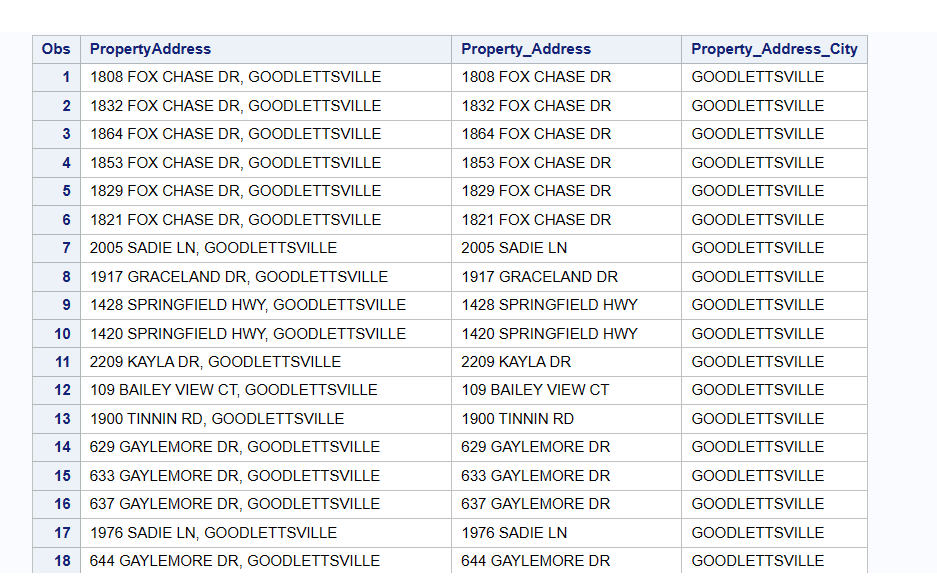 Obs PropertyAddress Property_Address Property_Address_City
1 1808 FOX CHASE DR, GOODLETTSVILLE 1808 FOX CHASE DR GOODLETTSVILLE
2 1832 FOX CHASE DR, GOODLETTSVILLE 1832 FOX CHASE DR GOODLETTSVILLE
3 1864 FOX CHASE DR, GOODLETTSVILLE 1864 FOX CHASE DR GOODLETTSVILLE
4 1853 FOX CHASE DR, GOODLETTSVILLE 1853 FOX CHASE DR GOODLETTSVILLE
5 1829 FOX CHASE DR, GOODLETTSVILLE 1829 FOX CHASE DR GOODLETTSVILLE
6 1821 FOX CHASE DR, GOODLETTSVILLE 1821 FOX CHASE DR GOODLETTSVILLE
7 2005 SADIE LN, GOODLETTSVILLE 2005 SADIE LN GOODLETTSVILLE
8 1917 GRACELAND DR, GOODLETTSVILLE 1917 GRACELAND DR GOODLETTSVILLE
9 1428 SPRINGFIELD HWY, GOODLETTSVILLE 1428 SPRINGFIELD HWY GOODLETTSVILLE
10 1420 SPRINGFIELD HWY, GOODLETTSVILLE 1420 SPRINGFIELD HWY GOODLETTSVILLE
11 2209 KAYLA DR, GOODLETTSVILLE 2209 KAYLA DR GOODLETTSVILLE
12 109 BAILEY VIEW CT, GOODLETTSVILLE 109 BAILEY VIEW CT GOODLETTSVILLE
13 1900 TINNIN RD, GOODLETTSVILLE 1900 TINNIN RD GOODLETTSVILLE
14 629 GAYLEMORE DR, GOODLETTSVILLE 629 GAYLEMORE DR GOODLETTSVILLE
15 633 GAYLEMORE DR, GOODLETTSVILLE 633 GAYLEMORE DR GOODLETTSVILLE
16 637 GAYLEMORE DR, GOODLETTSVILLE 637 GAYLEMORE DR GOODLETTSVILLE
17 1976 SADIE LN, GOODLETTSVILLE 1976 SADIE LN GOODLETTSVILLE
18 644 GAYLEMORE DR, GOODLETTSVILLE 644 GAYLEMORE DR GOODLETTSVILLE